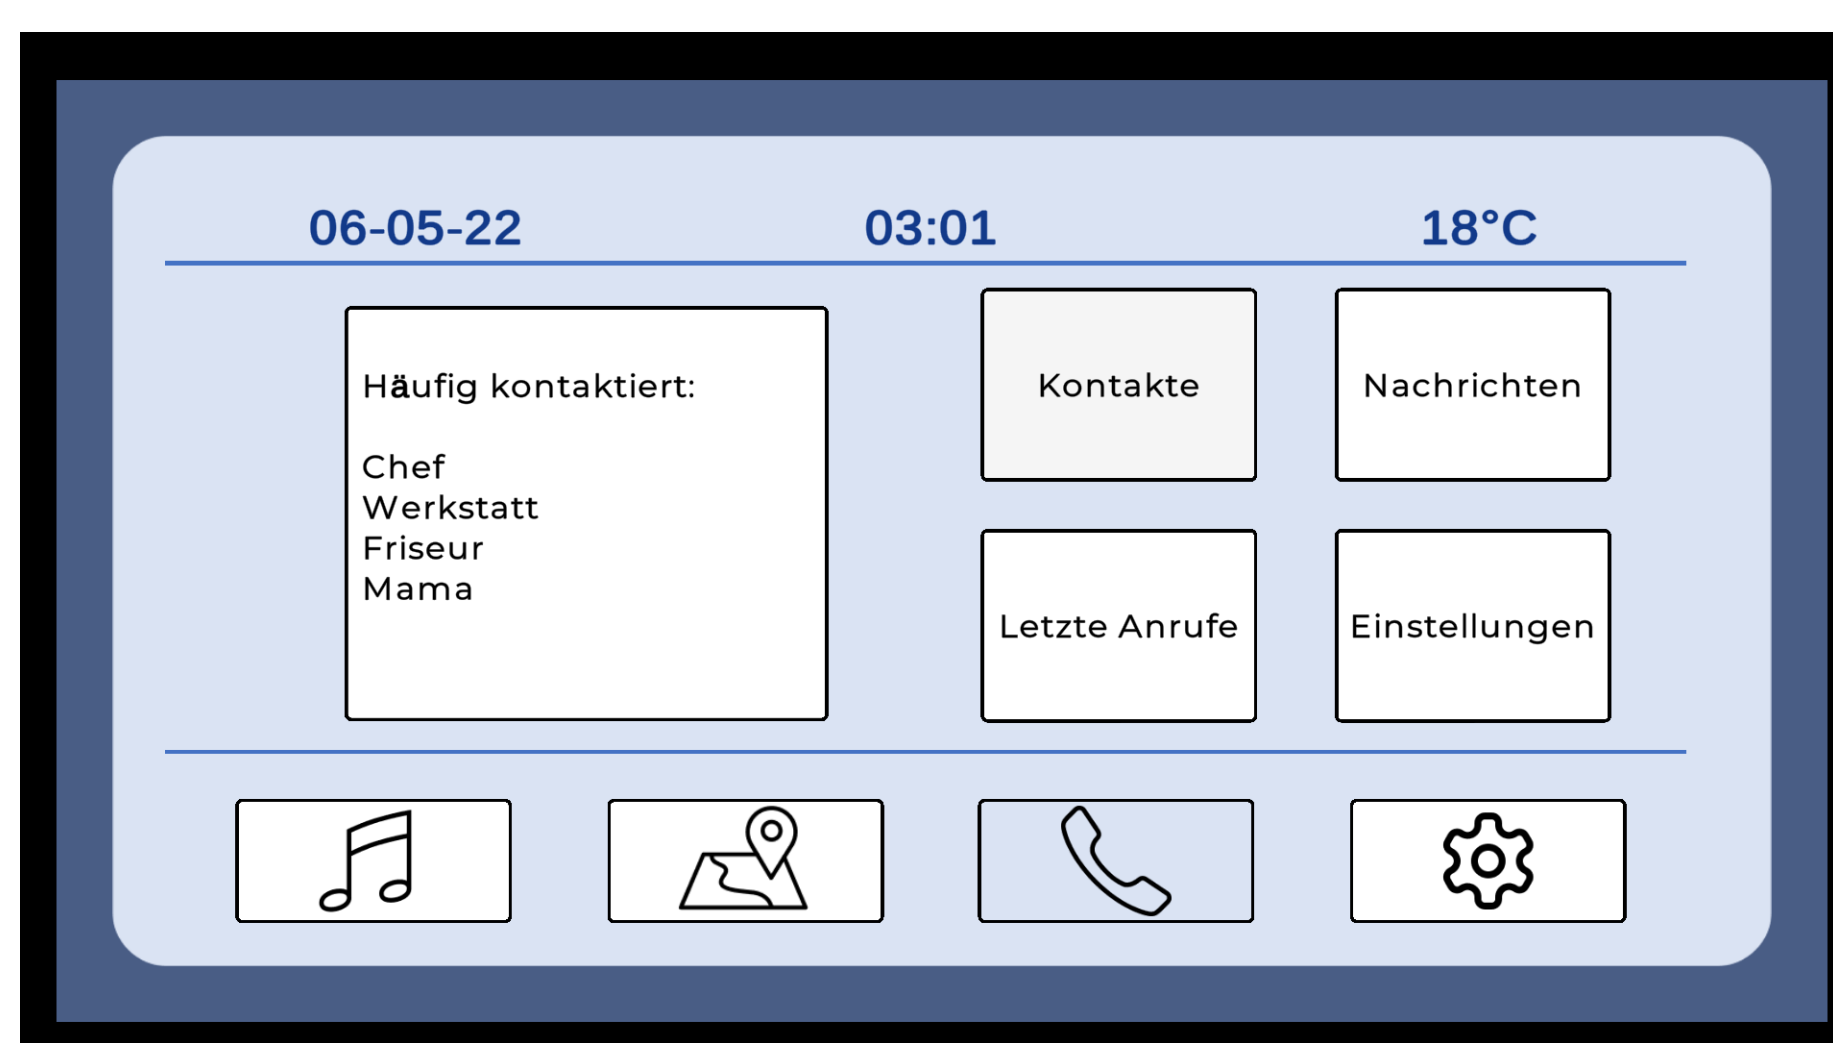 06-05-22 03:01 18°C
Häufig kontaktiert:
Chef
Werkstatt
Friseur
Mama
Kontakte
Nachrichten
Letzte Anrufe
Einstellungen